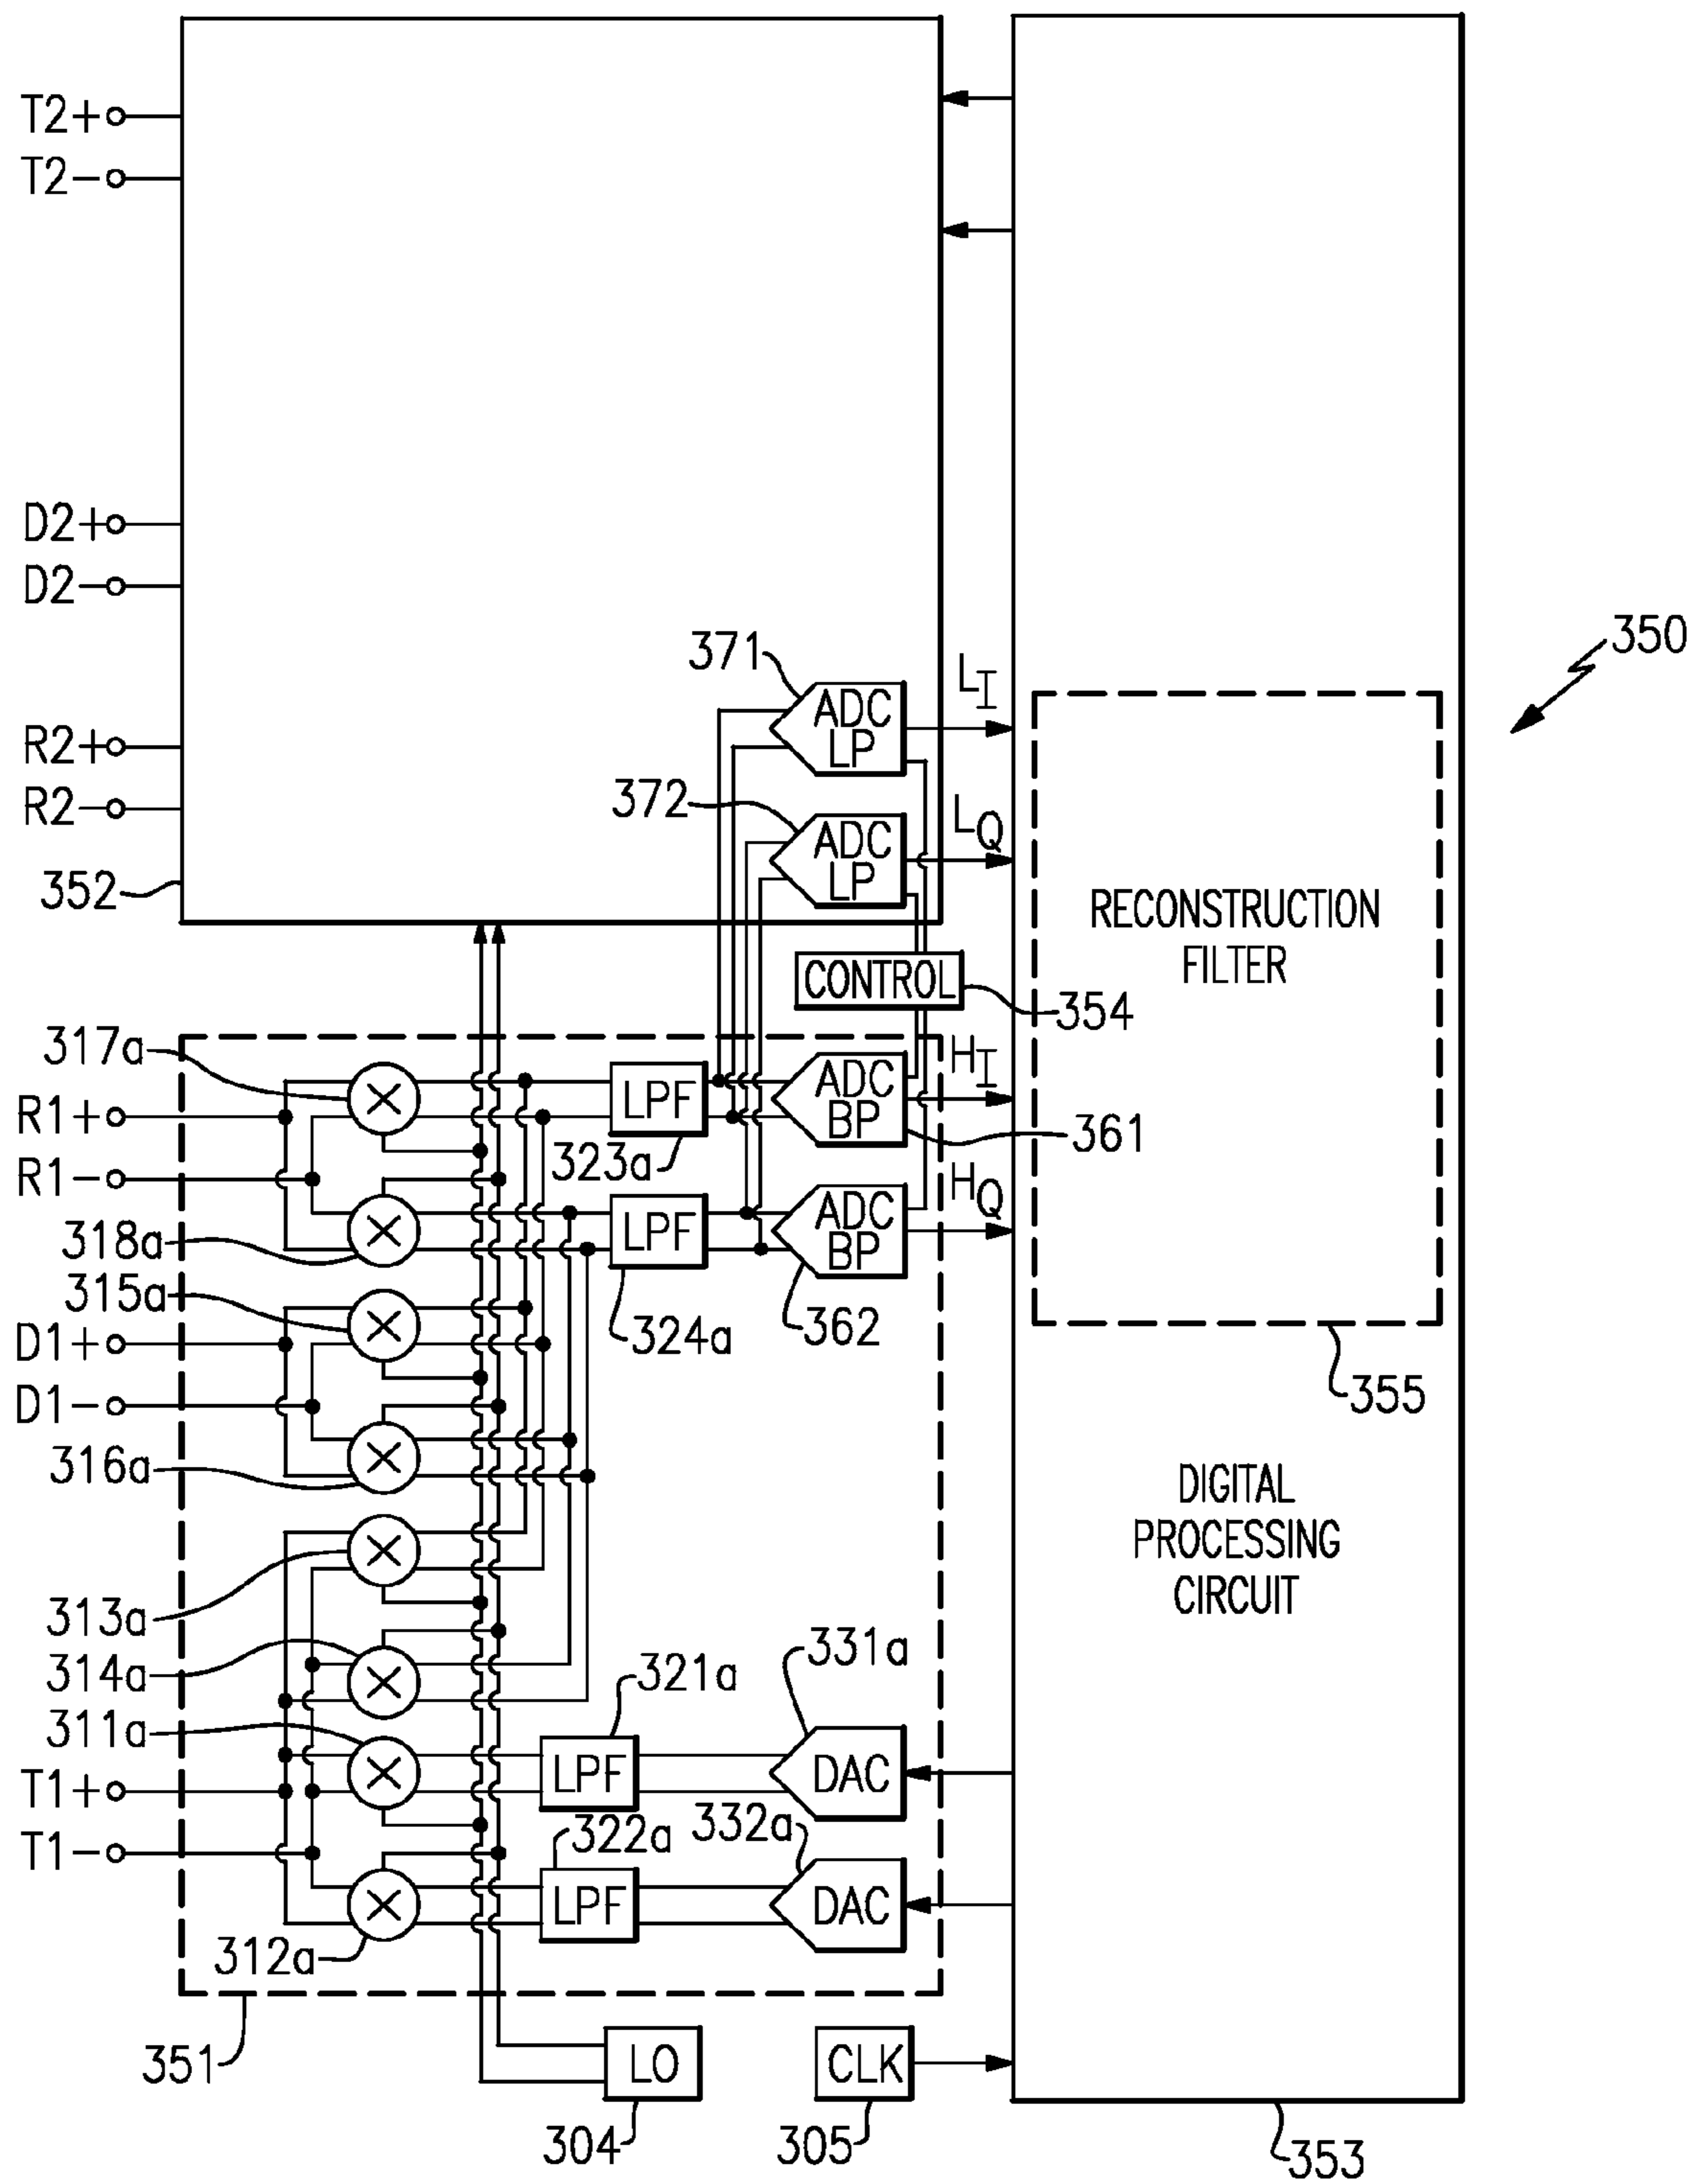 T2+
T2-
D2+
D2-
371
L_I
350
ADC
LP
R2+
R2-
372
L_Q
ADC
LP
352
RECONSTRUCTION
FILTER
CONTROL
354
317a
H_I
R1+
LPF
ADC
BP
361
R1-
323a
H_Q
318a
LPF
ADC
BP
315a
324a
362
D1+
D1-
355
316a
DIGITAL
PROCESSING
CIRCUIT
313a
314a
321a
331a
311a
T1+
LPF
DAC
T1-
322a
332a
LPF
DAC
312a
351
LO
CLK
304
305
353